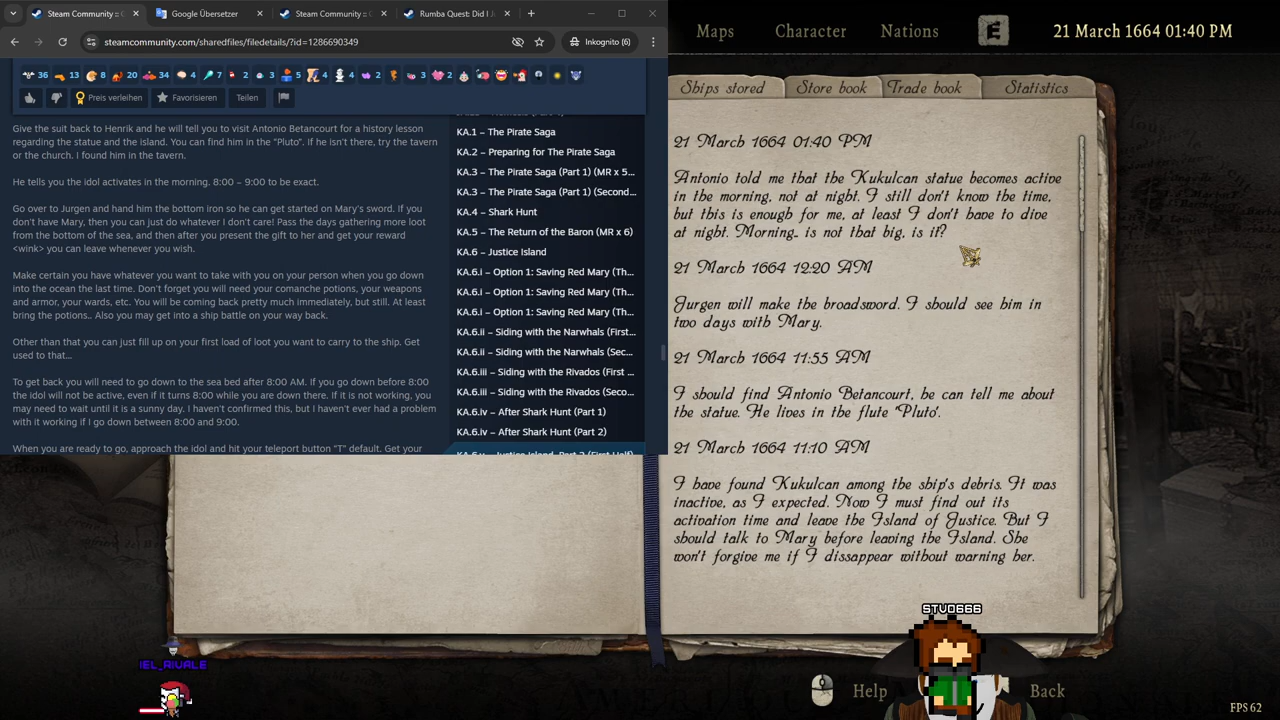 Steam Community :: G
Google Übersetzer
Steam Community :: G
Rumba Quest: Did I J
steamcommunity.com/sharedfiles/filedetails/?id=1286690349
Inkognito (6)
36 13 8 20 34 4 7 2 3 5 4 4 2 3 2
Preis verleihen
Favorisieren
Teilen
Give the suit back to Henrik and he will tell you to visit Antonio Betancourt for a history lesson
regarding the statue and the island. You can find him in the "Pluto". If he isn't there, try the tavern
or the church. I found him in the tavern.
He tells you the idol activates in the morning. 8:00 – 9:00 to be exact.
Go over to Jurgen and hand him the bottom iron so he can get started on Mary's sword. If you
don't have Mary, then you can just do whatever I don't care! Pass the days gathering more loot
from the bottom of the sea, and then after you present the gift to her and get your reward
<wink> you can leave whenever you wish.
Make certain you have whatever you want to take with you on your person when you go down
into the ocean the last time. Don't forget you will need your comanche potions, your weapons
and armor, your wards, etc. You will be coming back pretty much immediately, but still. At least
bring the potions.. Also you may get into a ship battle on your way back.
Other than that you can just fill up on your first load of loot you want to carry to the ship. Get
used to that...
To get back you will need to go down to the sea bed after 8:00 AM. If you go down before 8:00
the idol will not be active, even if it turns 8:00 while you are down there. If it is not working, you
may need to wait until it is a sunny day. I haven't confirmed this, but I haven't ever had a problem
with it working if I go down between 8:00 and 9:00.
When you are ready to go, approach the idol and hit your teleport button "T" default. Get your
KA.1 – The Pirate Saga
KA.2 – Preparing for The Pirate Saga
KA.3 – The Pirate Saga (Part 1) (MR x 5...
KA.3 – The Pirate Saga (Part 1) (Second...
KA.4 – Shark Hunt
KA.5 – The Return of the Baron (MR x 6)
KA.6 – Justice Island
KA.6.i – Option 1: Saving Red Mary (Th...
KA.6.i – Option 1: Saving Red Mary (Th...
KA.6.i – Option 1: Saving Red Mary (Th...
KA.6.ii – Siding with the Narwhals (First...
KA.6.ii – Siding with the Narwhals (Sec...
KA.6.iii – Siding with the Rivados (First ...
KA.6.iii – Siding with the Rivados (Seco...
KA.6.iv – After Shark Hunt (Part 1)
KA.6.iv – After Shark Hunt (Part 2)
KA.6.v – Justice Island, Part 2 (First Half)
Maps
Character
Nations
E
21 March 1664 01:40 PM
Ships stored
Store book
Trade book
Statistics
21 March 1664 01:40 PM
Antonio told me that the Kukulcan statue becomes active
in the morning, not at night. I still don't know the time,
but this is enough for me, at least I don't have to dive
at night. Morning.. is not that big, is it?
21 March 1664 12:20 AM
Jurgen will make the broadsword. I should see him in
two days with Mary.
21 March 1664 11:55 AM
I should find Antonio Betancourt, he can tell me about
the statue. He lives in the flute 'Pluto'.
21 March 1664 11:10 AM
I have found Kukulcan among the ship's debris. It was
inactive, as I expected. Now I must find out its
activation time and leave the Island of Justice. But I
should talk to Mary before leaving the Island. She
won't forgive me if I dissappear without warning her.
STVO666
IEL_RIVALE
Help
Back
FPS 62